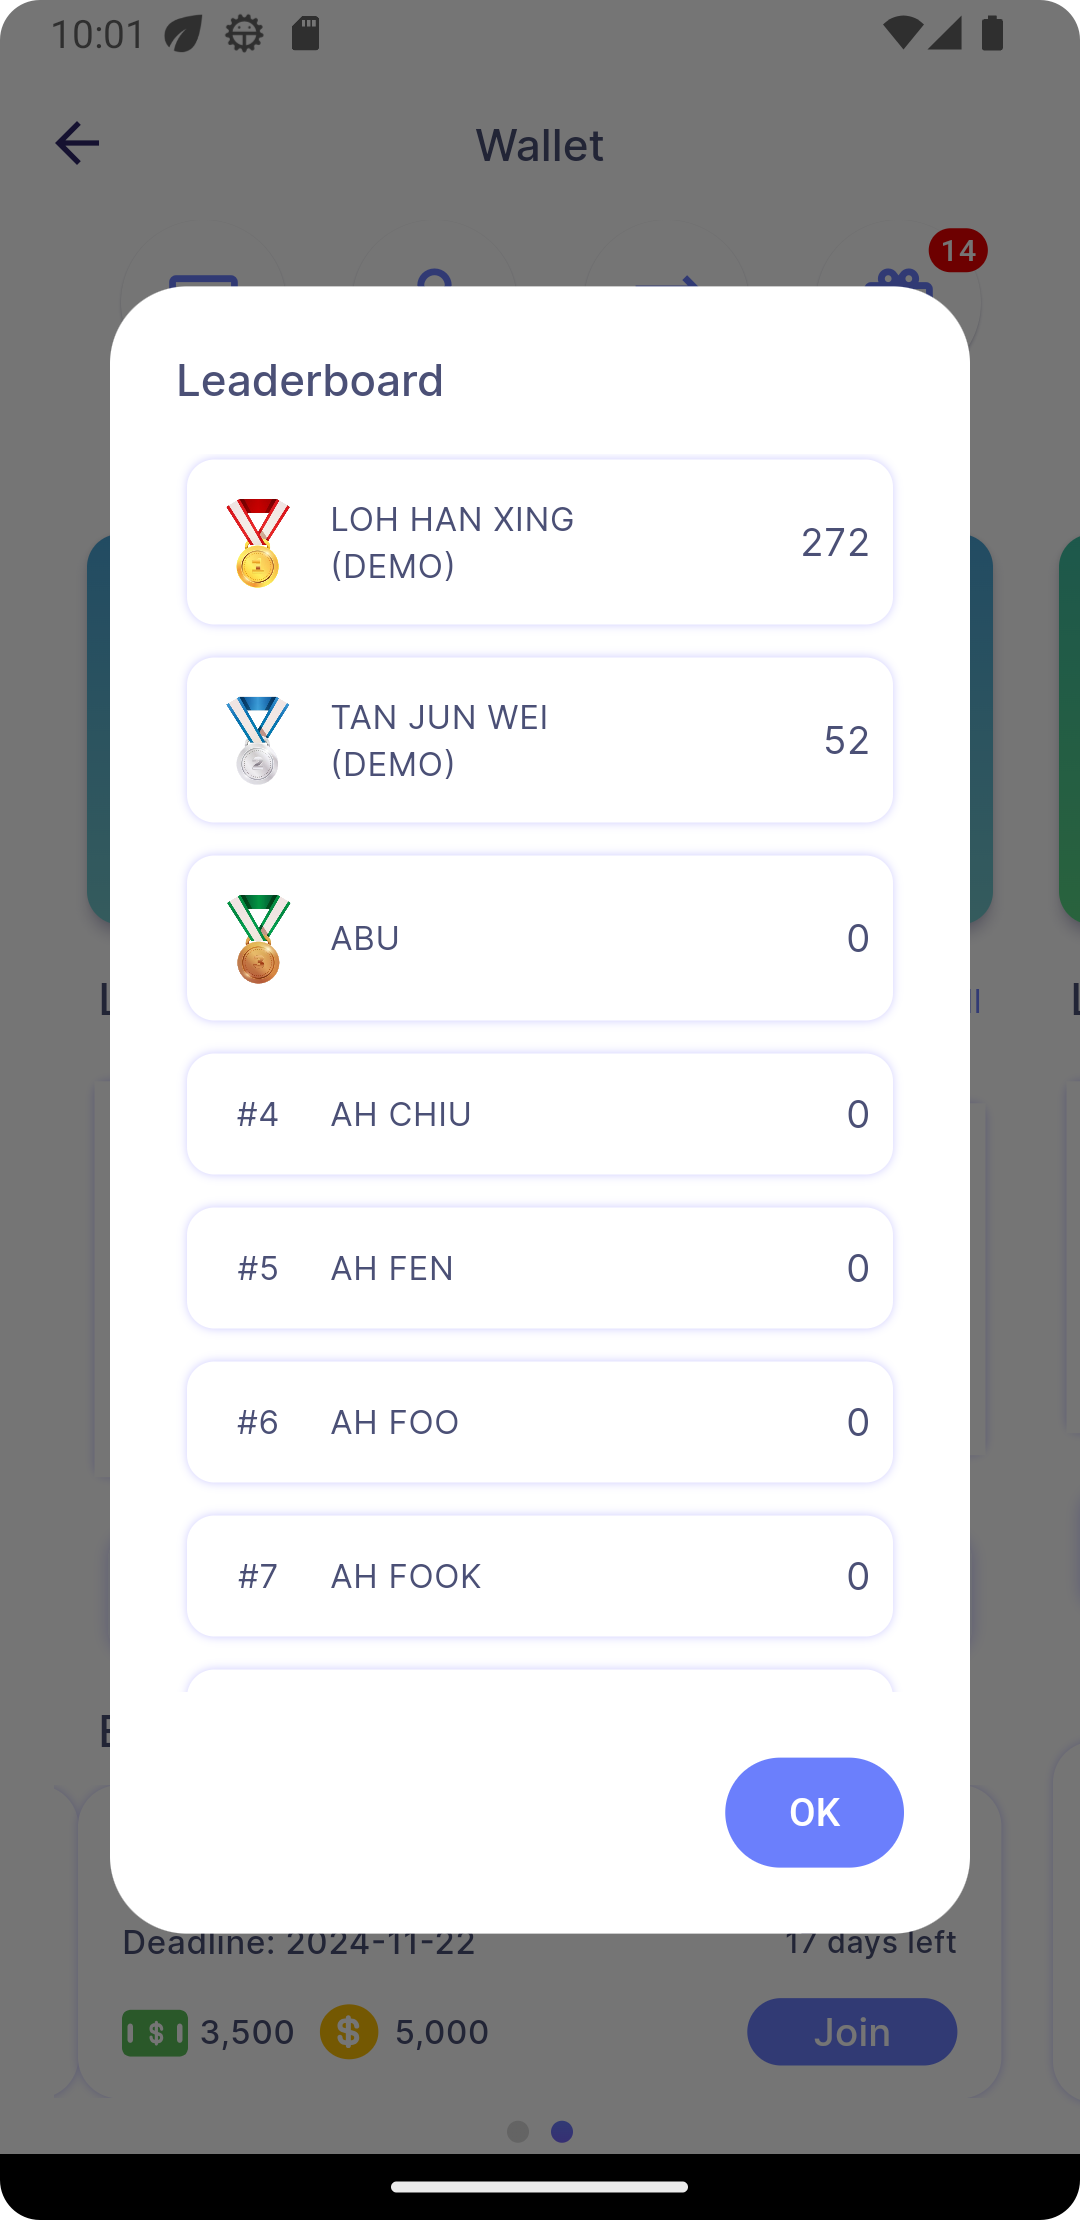 10:01
Wallet
14
Leaderboard
LOH HAN XING
(DEMO)
272
TAN JUN WEI
(DEMO)
52
ABU
0
#4
AH CHIU
0
#5
AH FEN
0
#6
AH FOO
0
#7
AH FOOK
0
OK
Deadline: 2024-11-22
17 days left
3,500
5,000
Join